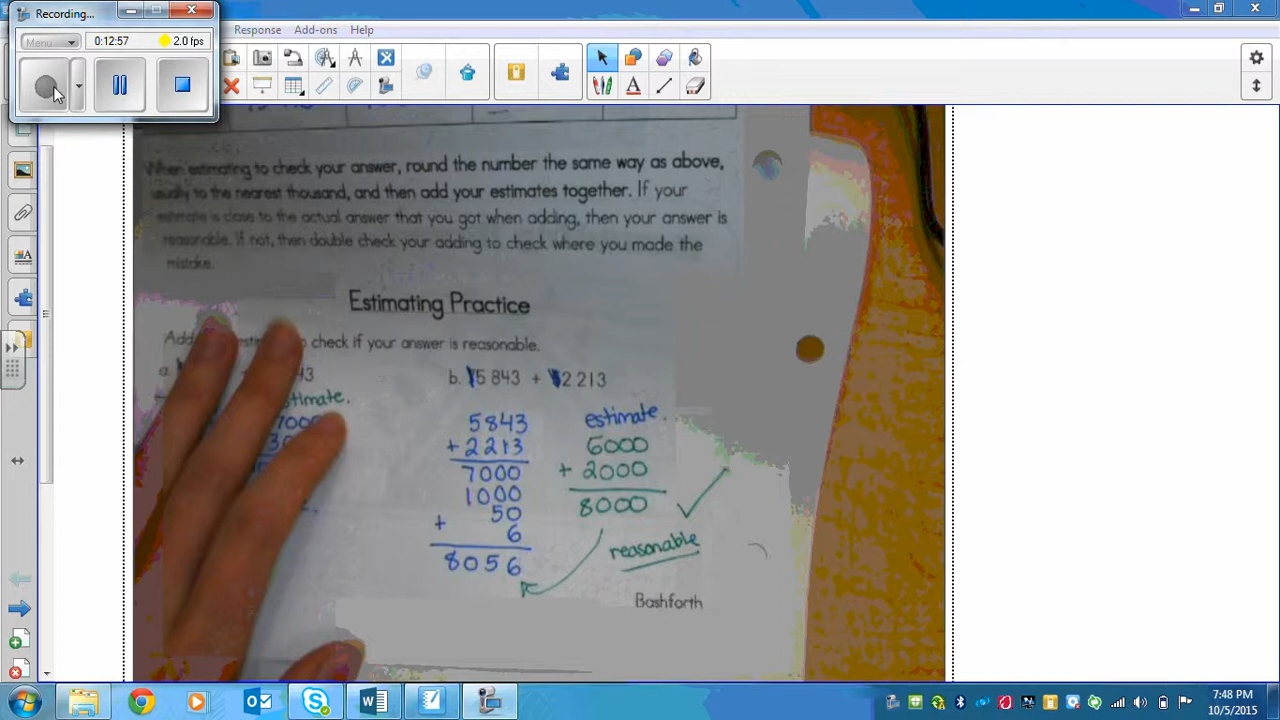 Recording...
Menu
0:12:57
2.0 fps
Response Add-ons Help
When estimating to check your answer, round the number the same way as above,
usually to the nearest thousand, and then add your estimates together. If your
estimate is close to the actual answer that you got when adding, then your answer is
reasonable. If not, then double check your adding to check where you made the
mistake.
Estimating Practice
check if your answer is reasonable.
a.
b. 5 843 + 2 213
5843
+ 2213
7000
1000
50
+ 6
8056
estimate.
6000
+ 2000
8000
reasonable
Bashforth
7:48 PM
10/5/2015